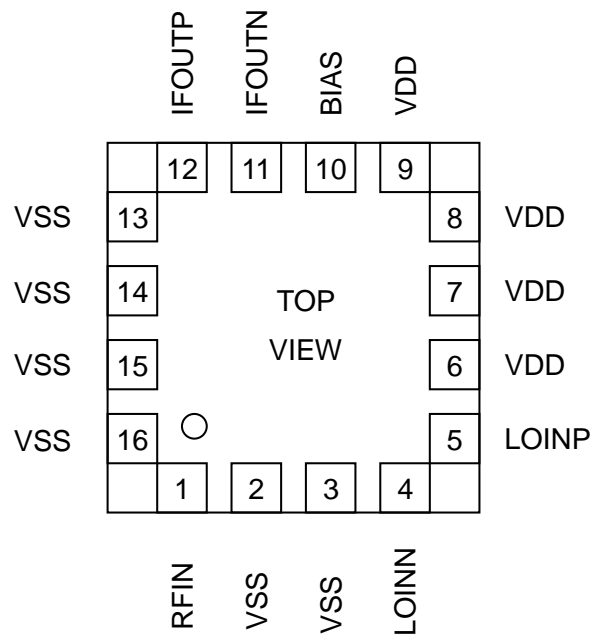 IFOUTP
IFOUTN
BIAS
VDD
12
11
10
9
VSS
13
8
VDD
VSS
14
TOP
VIEW
7
VDD
VSS
15
6
VDD
VSS
16
5
LOINP
1
2
3
4
RFIN
VSS
VSS
LOINN